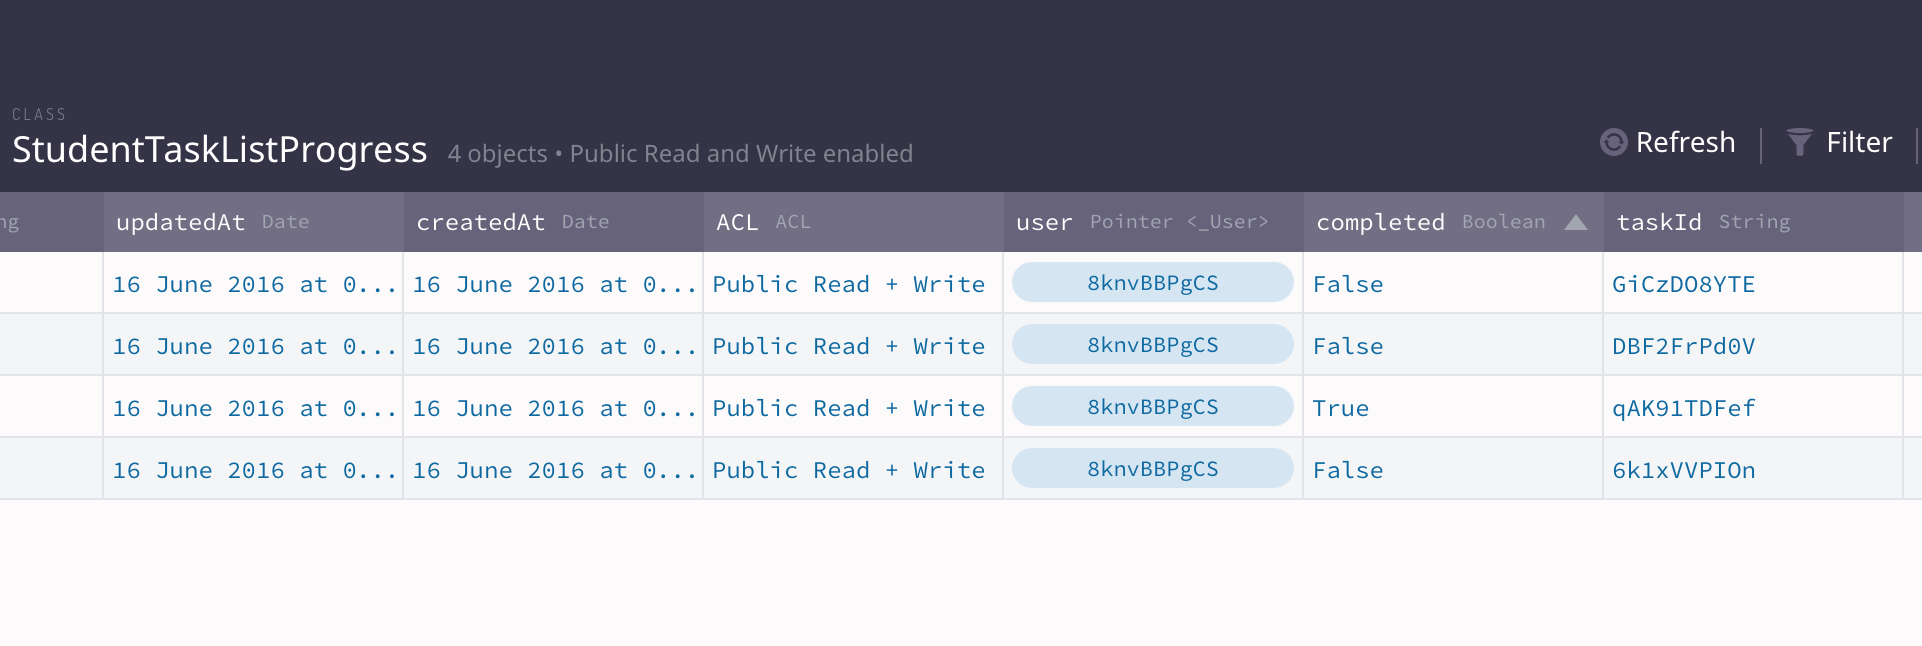 CLASS
StudentTaskListProgress 4 objects • Public Read and Write enabled Refresh Filter
ng updatedAt Date createdAt Date ACL ACL user Pointer <_User> completed Boolean taskId String
16 June 2016 at 0... 16 June 2016 at 0... Public Read + Write 8knvBBPgCS False GiCzDO8YTE
16 June 2016 at 0... 16 June 2016 at 0... Public Read + Write 8knvBBPgCS False DBF2FrPd0V
16 June 2016 at 0... 16 June 2016 at 0... Public Read + Write 8knvBBPgCS True qAK91TDFef
16 June 2016 at 0... 16 June 2016 at 0... Public Read + Write 8knvBBPgCS False 6k1xVVPIOn